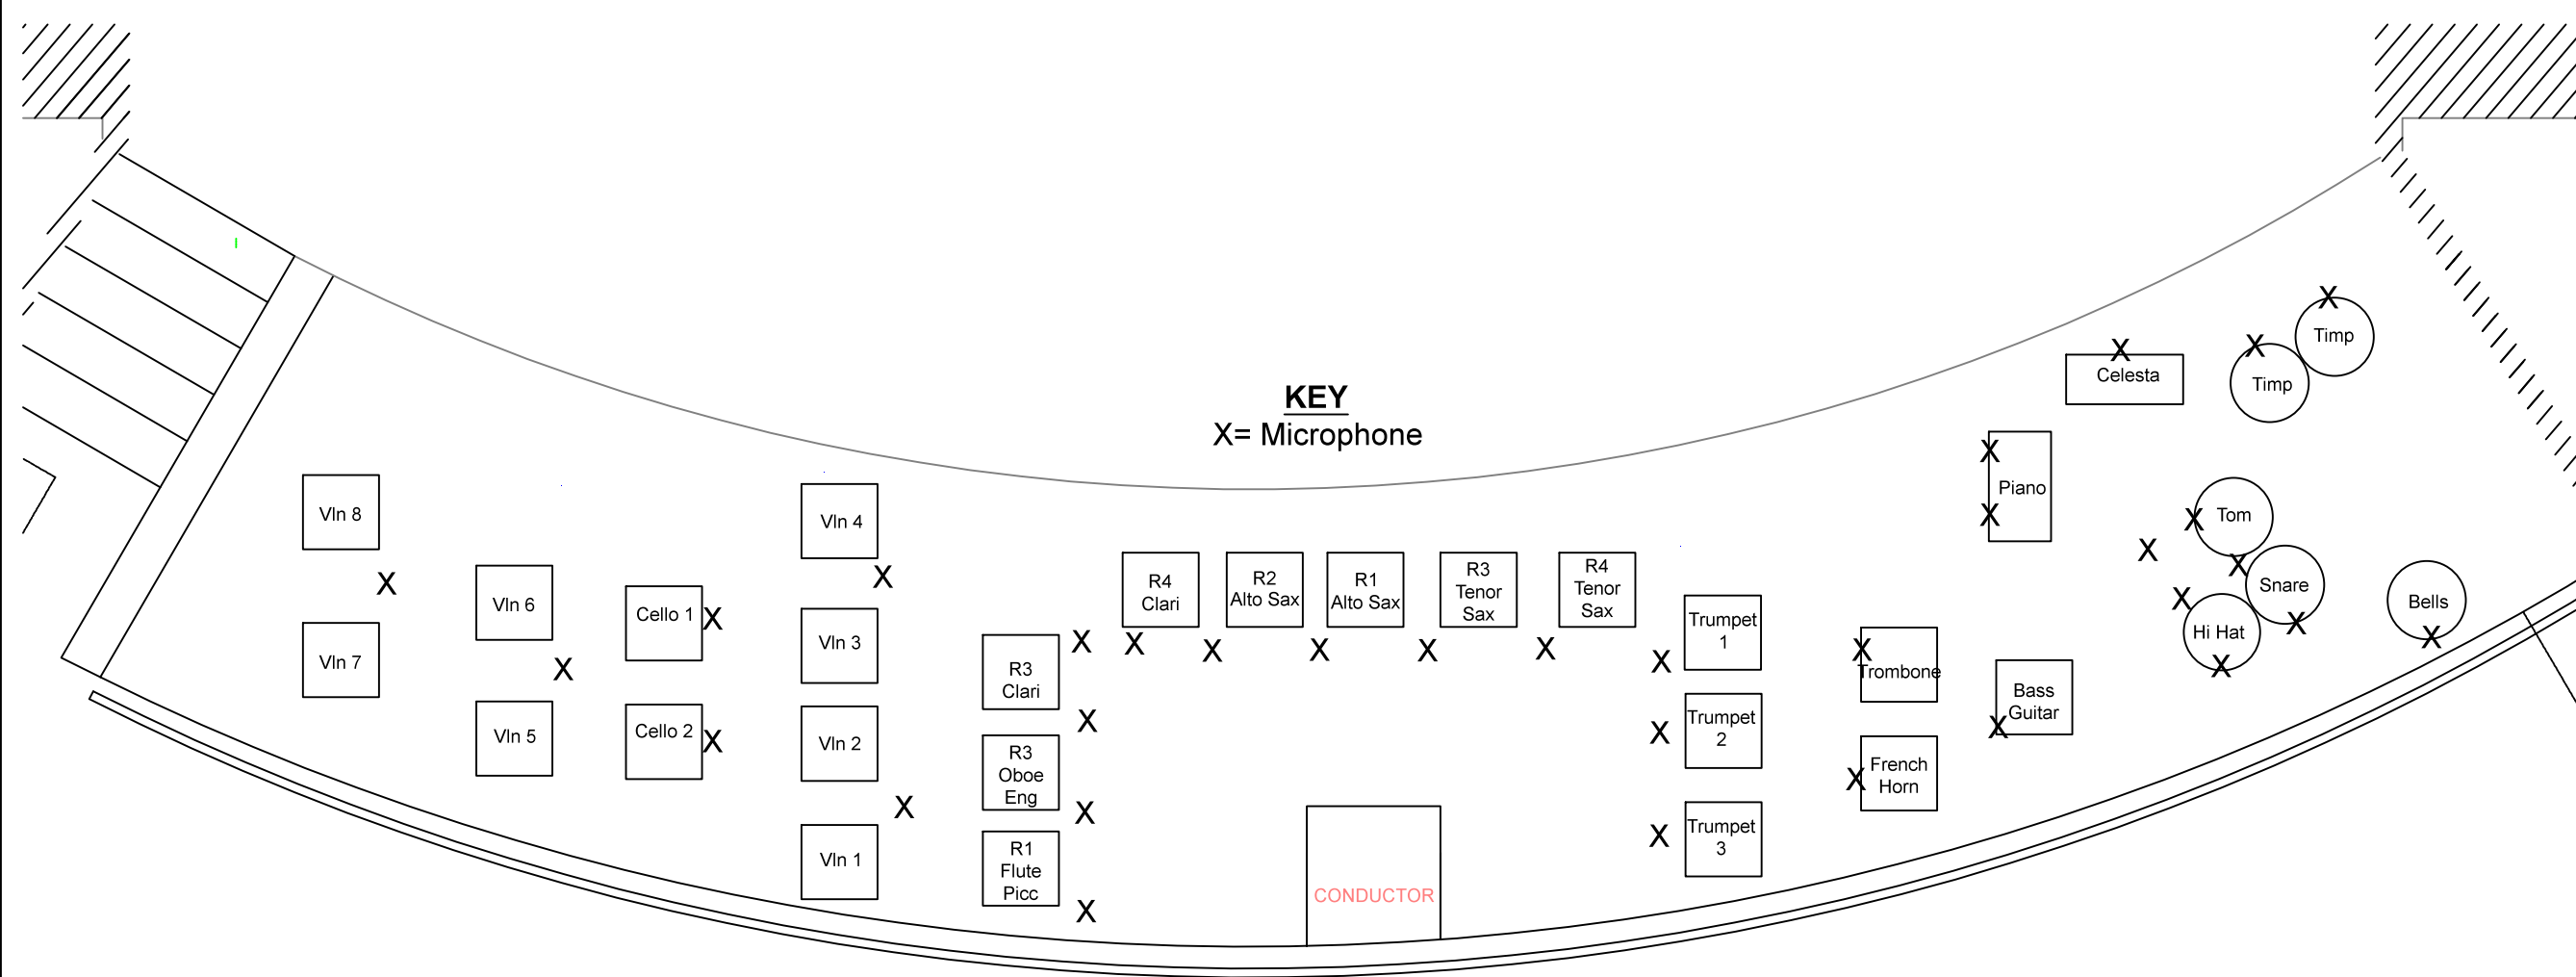 KEY
X= Microphone
X
Timp
X
Timp
X
Celesta
X
X
Piano
Vln 8
X
Vln 7
Vln 6
X
Vln 5
Cello 1
X
Cello 2
X
Vln 4
X
Vln 3
Vln 2
X
Vln 1
R3
Clari
X
X
R3
Oboe
Eng
X
R1
Flute
Picc
X
R4
Clari
X
R2
Alto Sax
X
R1
Alto Sax
X
R3
Tenor
Sax
X
R4
Tenor
Sax
X
CONDUCTOR
X
Trumpet
1
X
Trumpet
2
X
Trumpet
3
X
Trombone
X
French
Horn
Bass
Guitar
X
X
Tom
X
X
Snare
X
X
Hi Hat
X
Bells
X